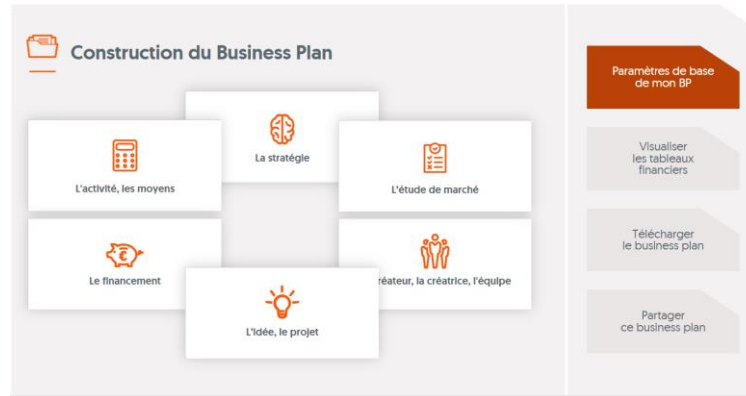 Construction du Business Plan
La stratégie
L'activité, les moyens
L'étude de marché
Le financement
réateur, la créatrice, l'équipe
L'idée, le projet
Paramètres de base
de mon BP
Visualiser
les tableaux
financiers
Télécharger
le business plan
Partager
ce business plan